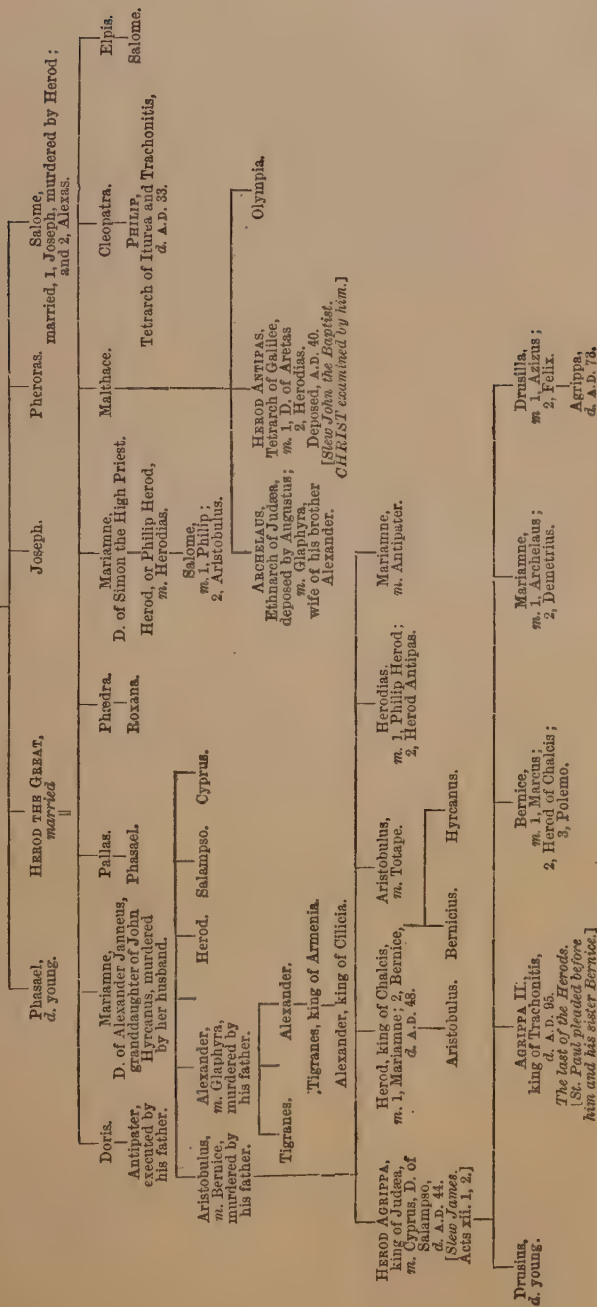 Phasael,
d. young.
HEROD THE GREAT,
married
Joseph.
Pheroras.
Salome,
married, 1, Joseph, murdered by Herod;
and 2, Alexas.
Doris.
Antipater,
executed by
his father.
Mariamne,
D. of Alexander Janneus,
granddaughter of John
Hyrcanus, murdered
by her husband.
Pallas.
Phasael.
Phædra.
Roxana.
Mariamne,
D. of Simon the High Priest.
Herod, or Philip Herod,
m. Herodias.
Salome,
m. 1, Philip;
2, Aristobulus.
Malthace.
Cleopatra.
PHILIP,
Tetrarch of Iturea and Trachonitis,
d. A.D. 33.
Elpis.
Salome.
Aristobulus,
m. Bernice,
murdered by
his father.
Alexander,
m. Glaphyra,
murdered by
his father.
Herod.
Salampso.
Cyprus.
ARCHELAUS,
Ethnarch of Judæa,
deposed by Augustus;
m. Glaphyra,
wife of his brother
Alexander.
HEROD ANTIPAS,
Tetrarch of Galilee,
m. 1, D. of Aretas
2, Herodias.
Deposed, A.D. 40.
[Slew John the Baptist.
CHRIST examined by him.]
Olympia.
Tigranes.
Alexander.
Tigranes, king of Armenia.
Alexander, king of Cilicia.
HEROD AGRIPPA,
king of Judæa,
m. Cyprus, D. of
Salampso,
d. A.D. 44.
[Slew James.
Acts xii. 1, 2.]
Herod, king of Chalcis,
m. 1, Mariamne; 2, Bernice,
d. A.D. 48.
Aristobulus,
m. Totape.
Herodias.
m. 1, Philip Herod;
2, Herod Antipas.
Mariamne,
m. Antipater.
Aristobulus.
Bernicius.
Hyrcanus.
Drusius,
d. young.
AGRIPPA II.,
king of Trachonitis,
d. A.D. 95.
The last of the Herods.
[St. Paul pleaded before
him and his sister Bernice.]
Bernice,
m. 1, Marcus;
2, Herod of Chalcis;
3, Polemo.
Mariamne,
m. 1, Archelaus;
2, Demetrius.
Drusilla,
m 1, Azizus;
2, Felix.
Agrippa,
d. A.D. 73.